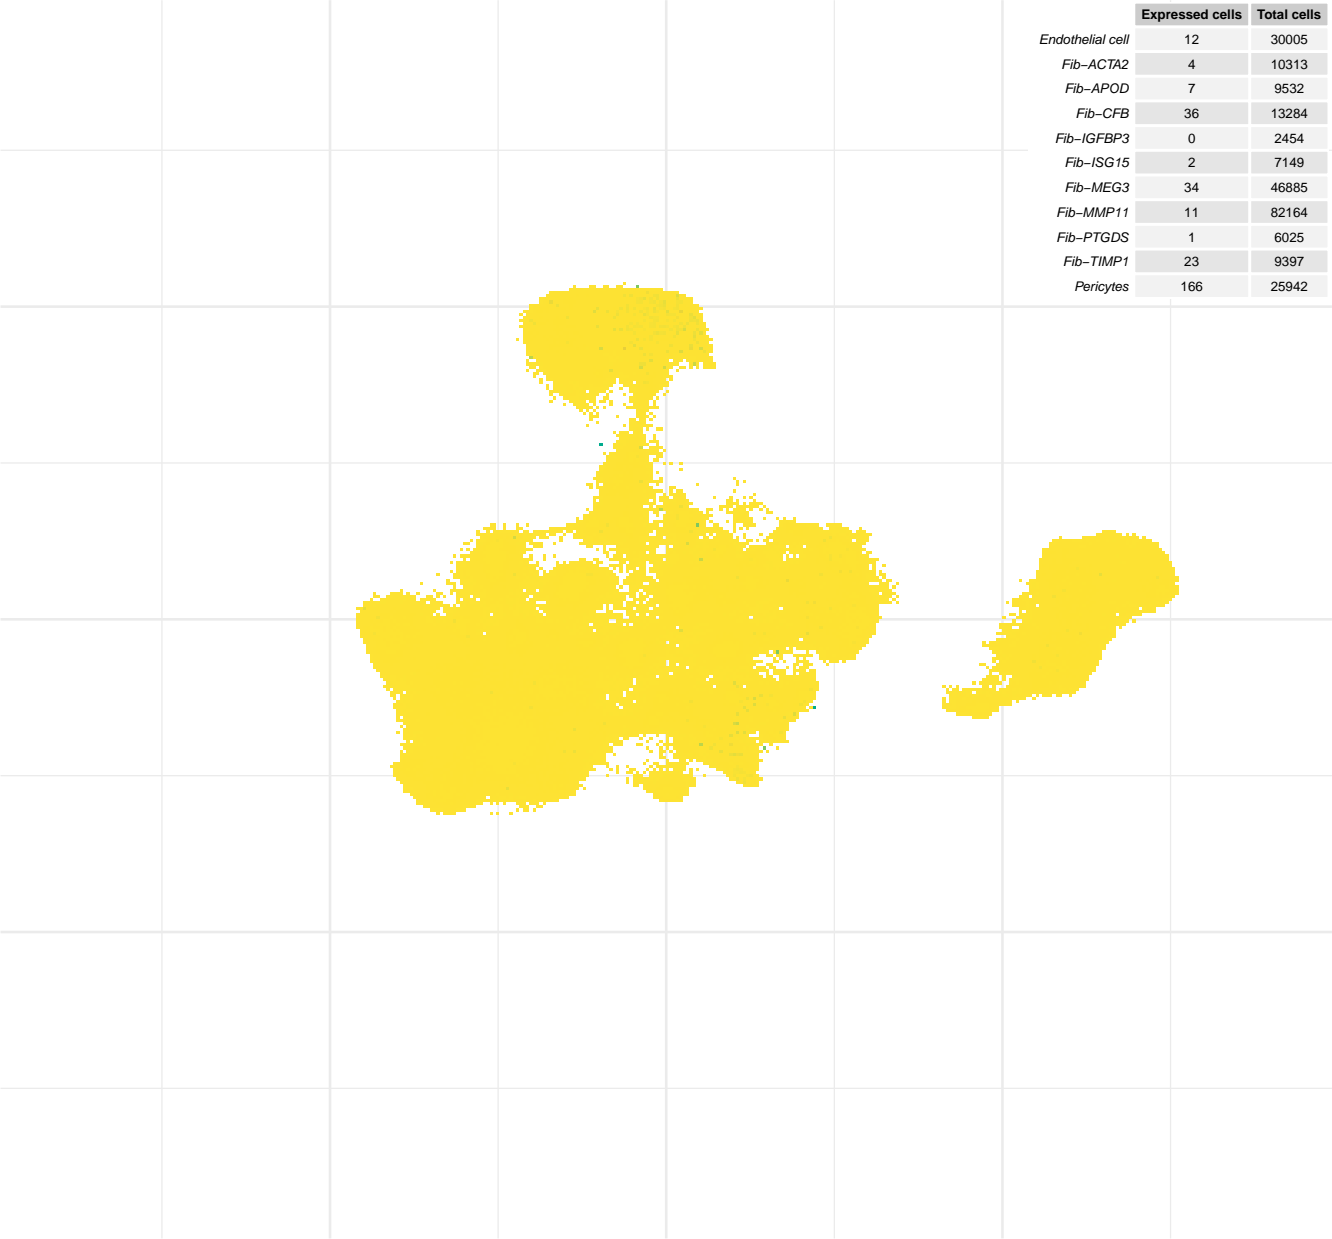 Expressed cells Total cells
Endothelial cell 12 30005
Fib−ACTA2 4 10313
Fib−APOD 7 9532
Fib−CFB 36 13284
Fib−IGFBP3 0 2454
Fib−ISG15 2 7149
Fib−MEG3 34 46885
Fib−MMP11 11 82164
Fib−PTGDS 1 6025
Fib−TIMP1 23 9397
Pericytes 166 25942